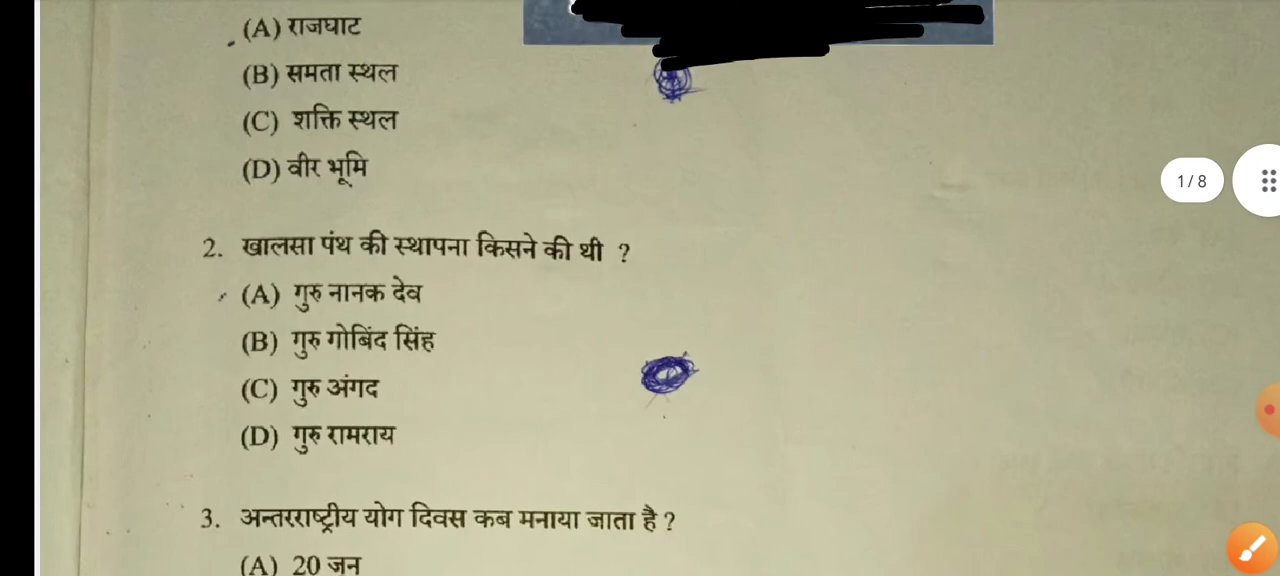 (A) राजघाट
(B) समता स्थल
(C) शक्ति स्थल
(D) वीर भूमि
1 / 8
2. खालसा पंथ की स्थापना किसने की थी ?
(A) गुरु नानक देव
(B) गुरु गोबिंद सिंह
(C) गुरु अंगद
(D) गुरु रामराय
3. अन्तरराष्ट्रीय योग दिवस कब मनाया जाता है ?
(A) 20 जन